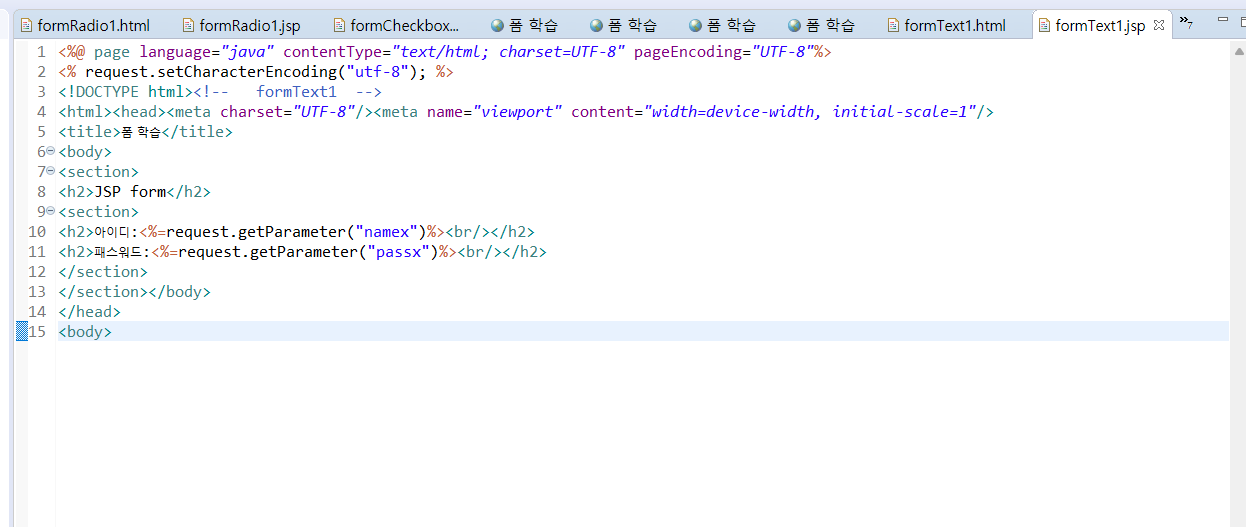 formRadio1.html formRadio1.jsp formCheckbox... 폼 학습 폼 학습 폼 학습 폼 학습 formText1.html formText1.jsp »7
1 <%@ page language="java" contentType="text/html; charset=UTF-8" pageEncoding="UTF-8"%>
2 <% request.setCharacterEncoding("utf-8"); %>
3 <!DOCTYPE html><!--   formText1  -->
4 <html><head><meta charset="UTF-8"/><meta name="viewport" content="width=device-width, initial-scale=1"/>
5 <title>폼 학습</title>
6 <body>
7 <section>
8 <h2>JSP form</h2>
9 <section>
10 <h2>아이디:<%=request.getParameter("namex")%><br/></h2>
11 <h2>패스워드:<%=request.getParameter("passx")%><br/></h2>
12 </section>
13 </section></body>
14 </head>
15 <body>